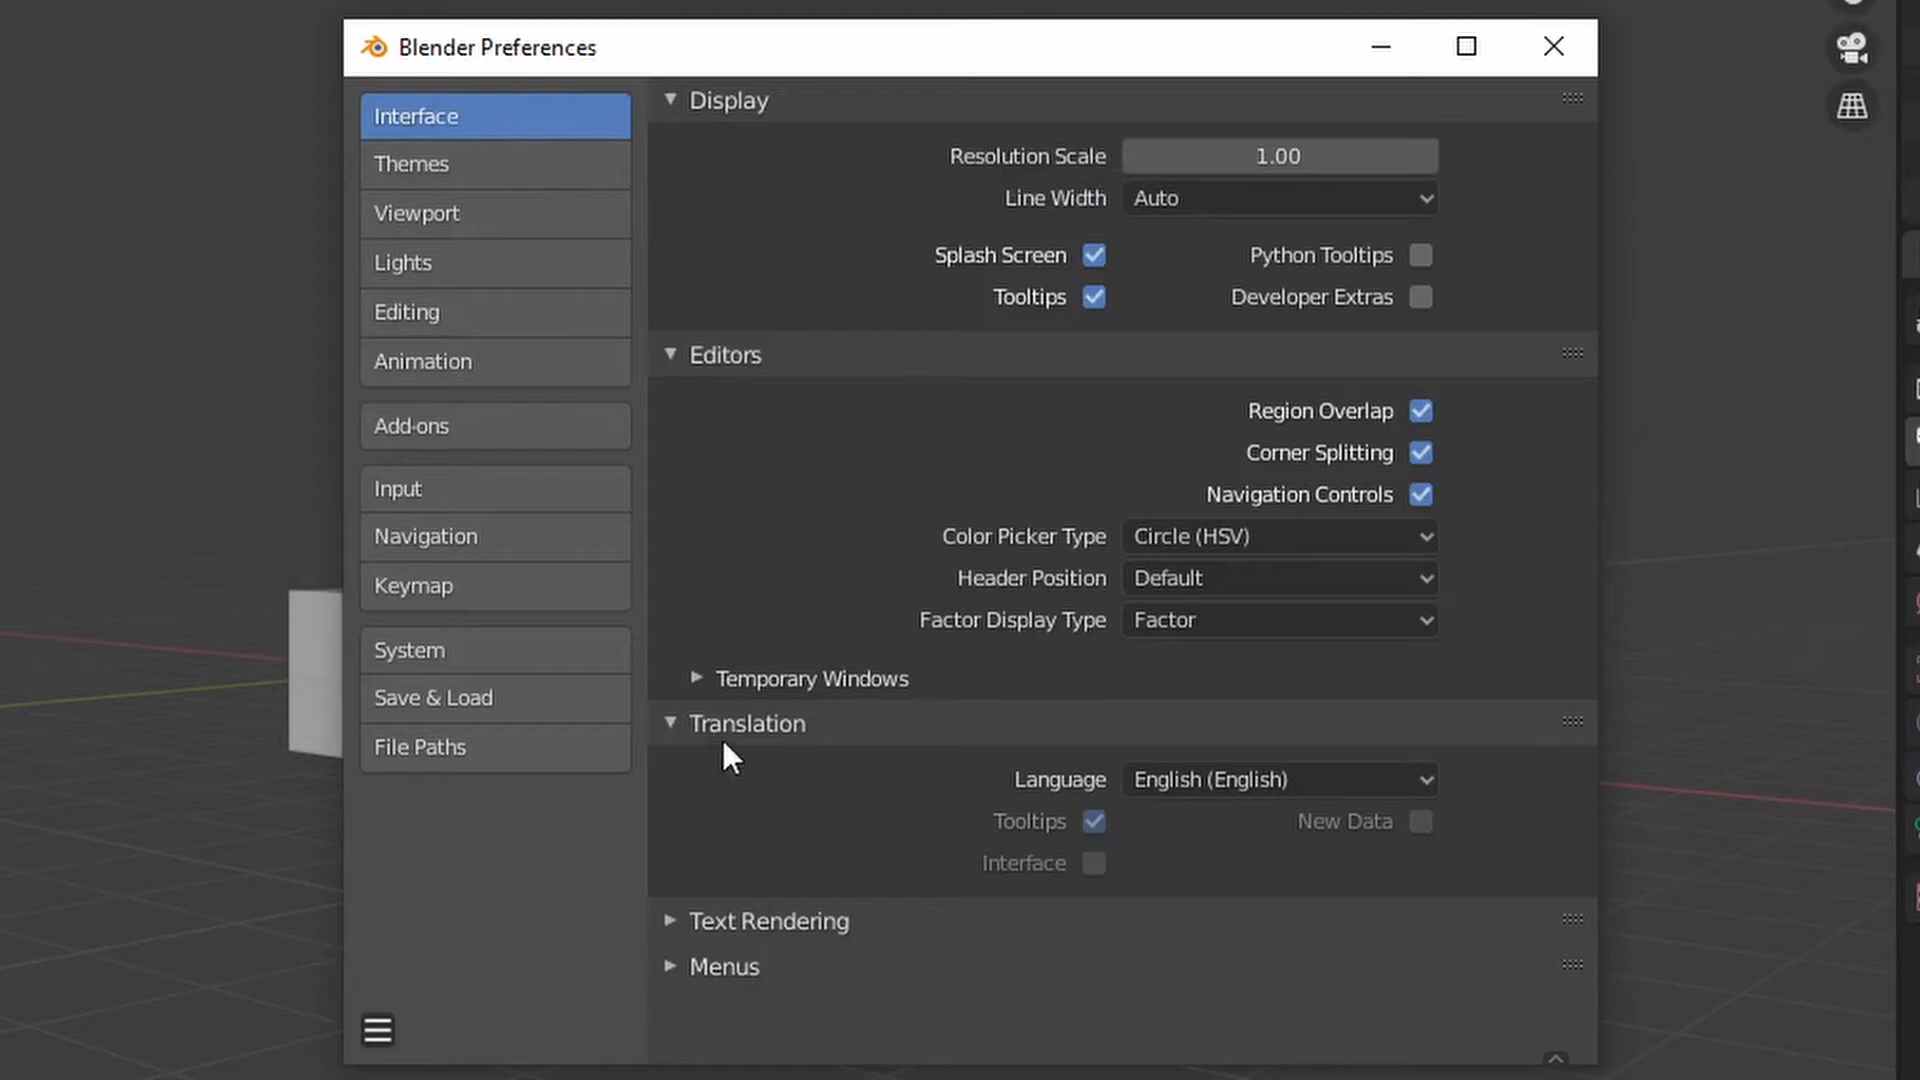 Blender Preferences
Interface
Themes
Viewport
Lights
Editing
Animation
Add-ons
Input
Navigation
Keymap
System
Save & Load
File Paths
Display
Resolution Scale 1.00
Line Width Auto
Splash Screen Python Tooltips
Tooltips Developer Extras
Editors
Region Overlap
Corner Splitting
Navigation Controls
Color Picker Type Circle (HSV)
Header Position Default
Factor Display Type Factor
Temporary Windows
Translation
Language English (English)
Tooltips New Data
Interface
Text Rendering
Menus